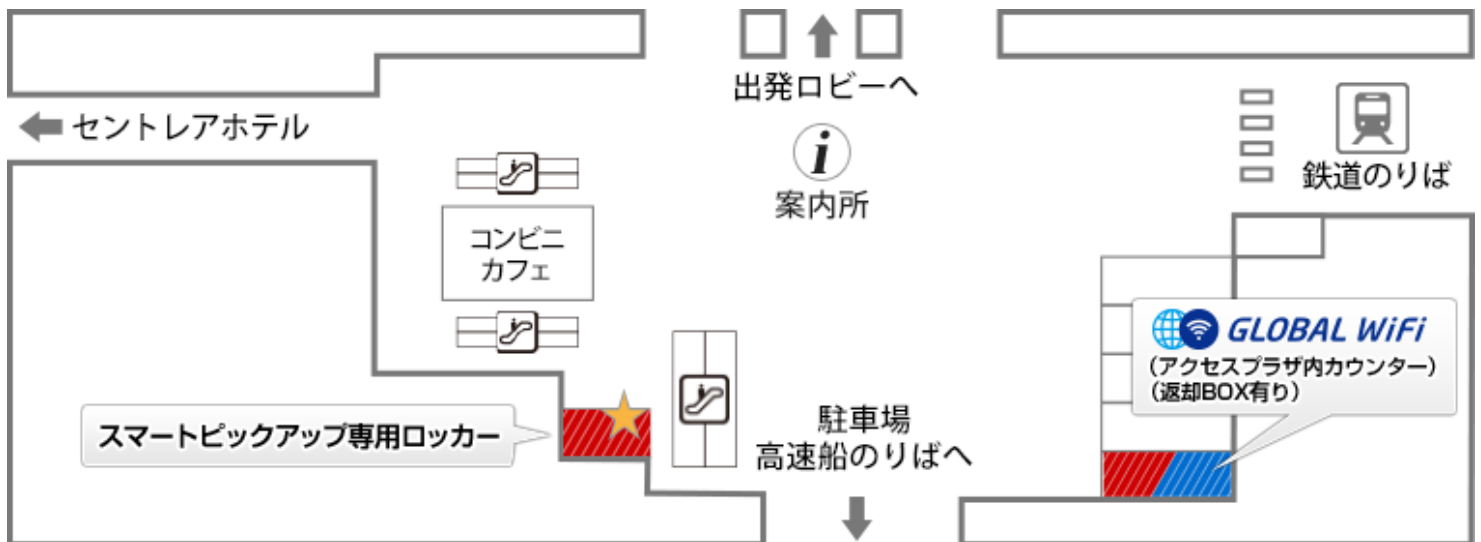 出発ロビーへ
セントレアホテル
i
案内所
鉄道のりば
コンビニ
カフェ
GLOBAL WiFi
(アクセスプラザ内カウンター)
(返却BOX有り)
スマートピックアップ専用ロッカー
駐車場
高速船のりばへ